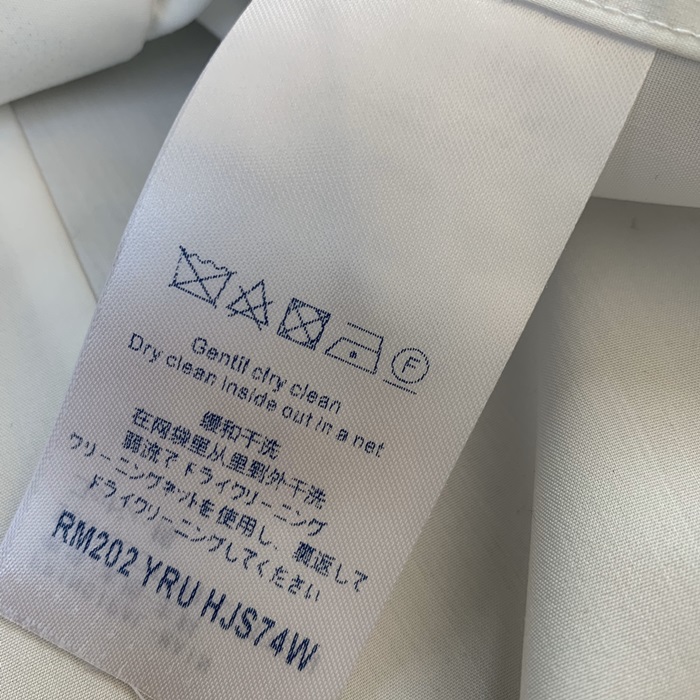 F
Gentil dry clean
Dry clean inside out in a net
缓和干洗
在网袋里从里到外干洗
弱流で ドライクリーニング
クリーニングネットを使用し、裏返して
ドライクリーニングしてください
RM202 YRU HJS74W